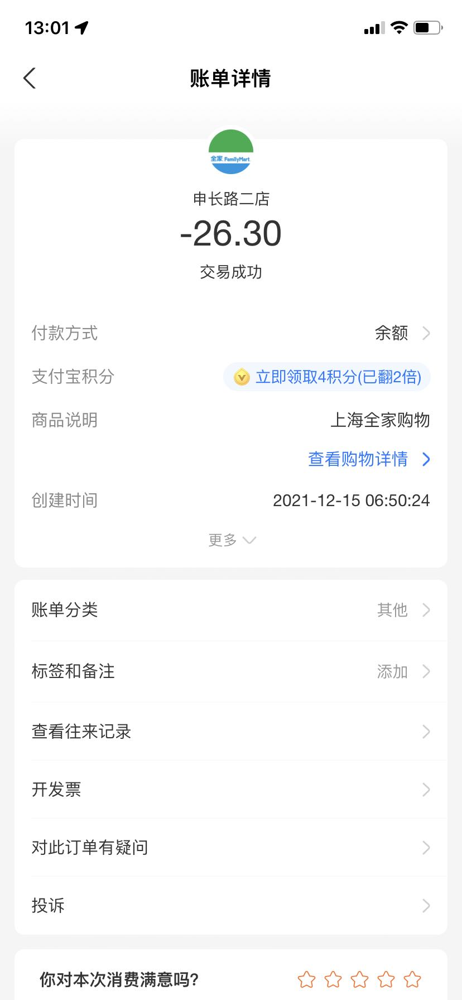 13:01
账单详情
全家 FamilyMart
申长路二店
-26.30
交易成功
付款方式 余额
支付宝积分 立即领取4积分(已翻2倍)
商品说明 上海全家购物
查看购物详情
创建时间 2021-12-15 06:50:24
更多
账单分类 其他
标签和备注 添加
查看往来记录
开发票
对此订单有疑问
投诉
你对本次消费满意吗?